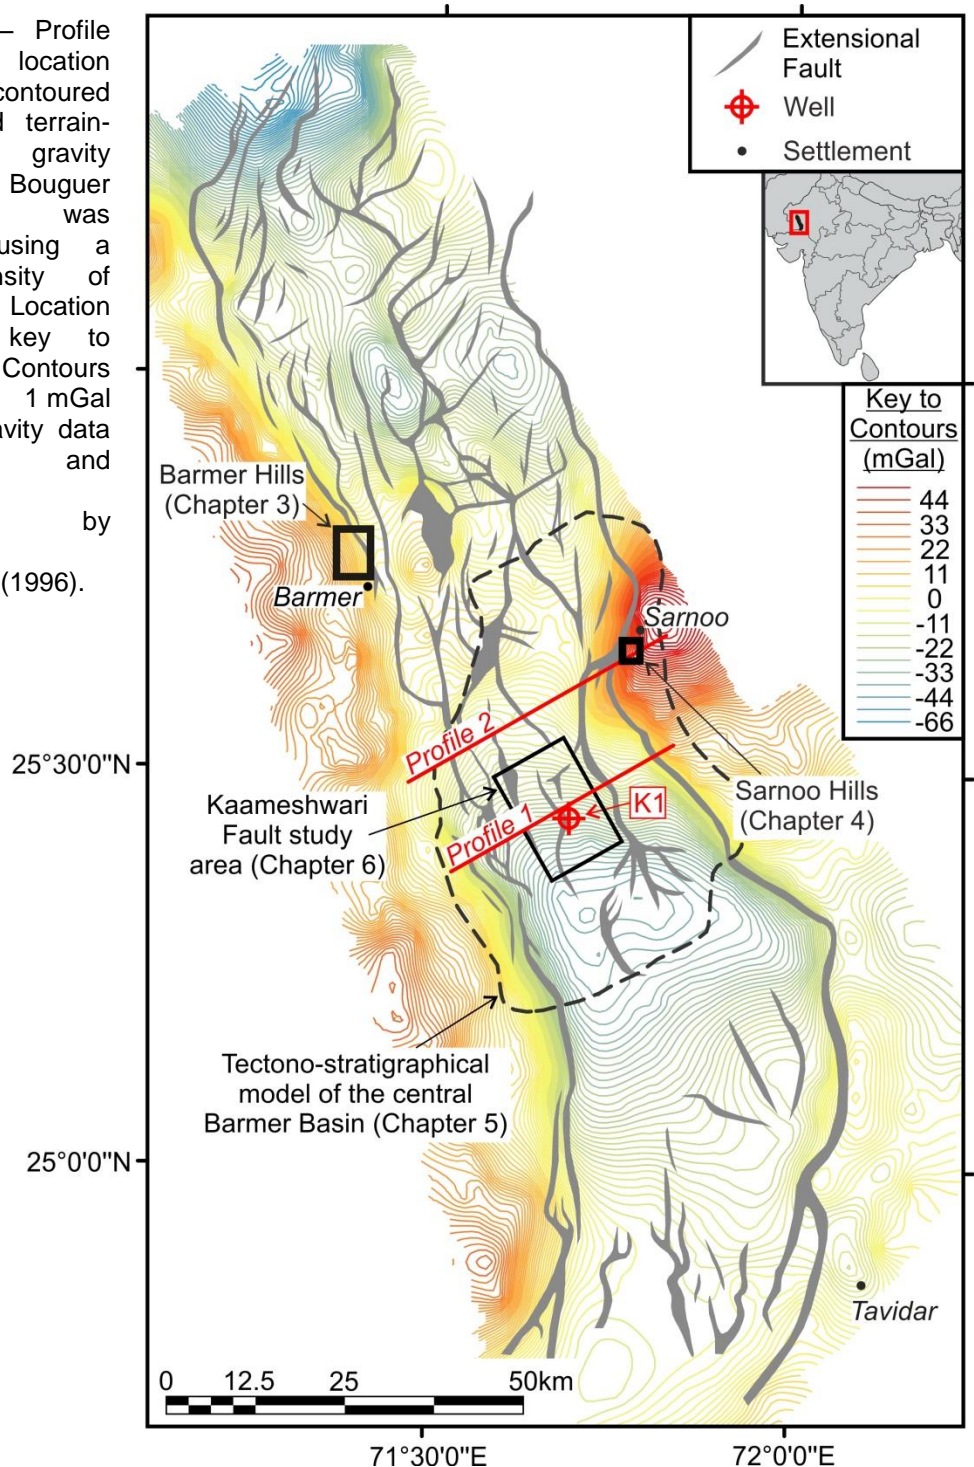 – Profile
location
contoured
terrain-
gravity
Bouguer
was
using a
of
Location
key to
Contours
1 mGal
data
and
by
(1996).
Extensional
Fault
Well
Settlement
Key to
Contours
(mGal)
44
33
22
11
0
-11
-22
-33
-44
-66
Barmer Hills
(Chapter 3)
Barmer
Sarnoo
Profile 2
25°30'0"N
Kaameshwari
Fault study
area (Chapter 6)
Profile 1
K1
Sarnoo Hills
(Chapter 4)
Tectono-stratigraphical
model of the central
Barmer Basin (Chapter 5)
25°0'0"N
Tavidar
0 12.5 25 50km
71°30'0"E 72°0'0"E